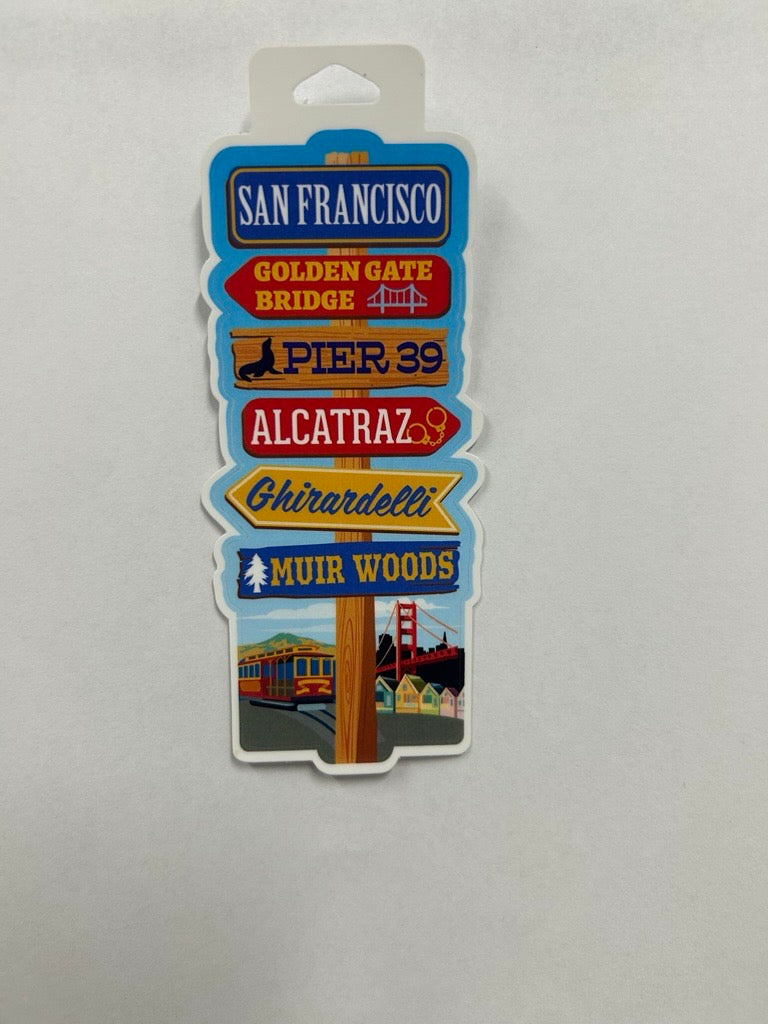 SAN FRANCISCO
GOLDEN GATE
BRIDGE
PIER 39
ALCATRAZ
Ghirardelli
MUIR WOODS